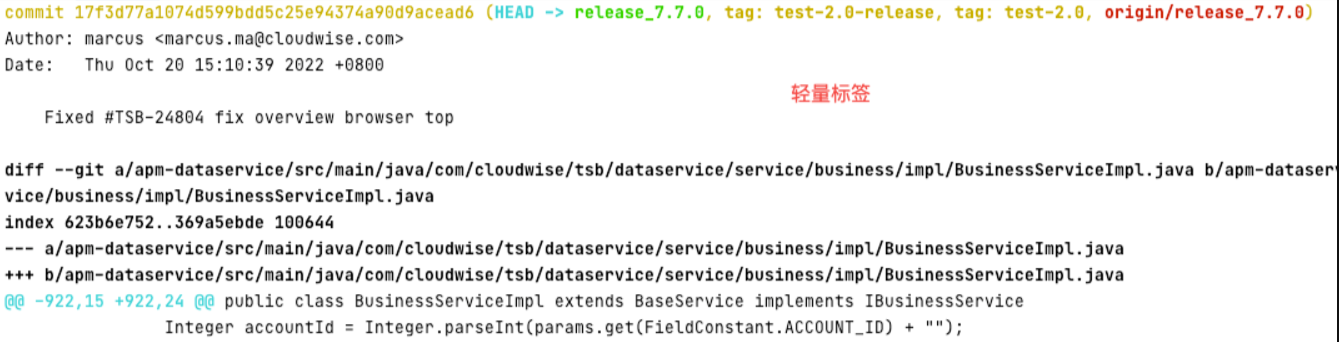 commit 17f3d77a1074d599bdd5c25e94374a90d9acead6 (HEAD -> release_7.7.0, tag: test-2.0-release, tag: test-2.0, origin/release_7.7.0)
Author: marcus <marcus.ma@cloudwise.com>
Date:   Thu Oct 20 15:10:39 2022 +0800
轻量标签
    Fixed #TSB-24804 fix overview browser top
diff --git a/apm-dataservice/src/main/java/com/cloudwise/tsb/dataservice/service/business/impl/BusinessServiceImpl.java b/apm-dataser
vice/business/impl/BusinessServiceImpl.java
index 623b6e752..369a5ebde 100644
--- a/apm-dataservice/src/main/java/com/cloudwise/tsb/dataservice/service/business/impl/BusinessServiceImpl.java
+++ b/apm-dataservice/src/main/java/com/cloudwise/tsb/dataservice/service/business/impl/BusinessServiceImpl.java
@@ -922,15 +922,24 @@ public class BusinessServiceImpl extends BaseService implements IBusinessService
                Integer accountId = Integer.parseInt(params.get(FieldConstant.ACCOUNT_ID) + "");